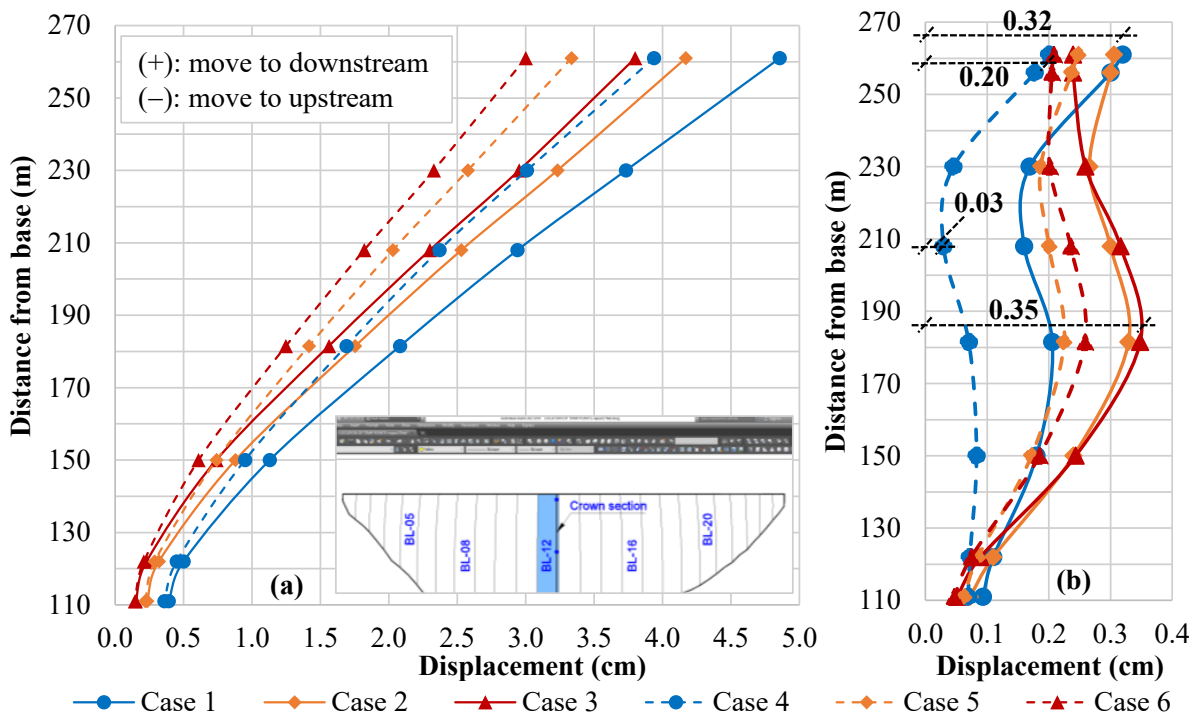 270
250
230
210
190
170
150
130
110
Distance from base (m)
(+): move to downstream
(−): move to upstream
Crown section
BL-05
BL-08
BL-12
BL-16
BL-20
(a)
0.0 0.5 1.0 1.5 2.0 2.5 3.0 3.5 4.0 4.5 5.0
Displacement (cm)
270
250
230
210
190
170
150
130
110
Distance from base (m)
0.32
0.20
0.03
0.35
(b)
0.0 0.1 0.2 0.3 0.4
Displacement (cm)
Case 1 Case 2 Case 3 Case 4 Case 5 Case 6